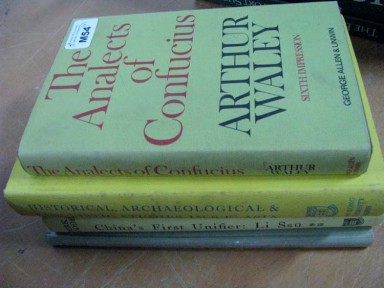 M54
The
Analects
of
Confucius
ARTHUR
WALEY
SIXTH IMPRESSION
GEORGE ALLEN & UNWIN
The Analects of Confucius
ARTHUR
WALEY
HISTORICAL, ARCHAEOLOGICAL &
China's First Unifier: Li Ssŭ